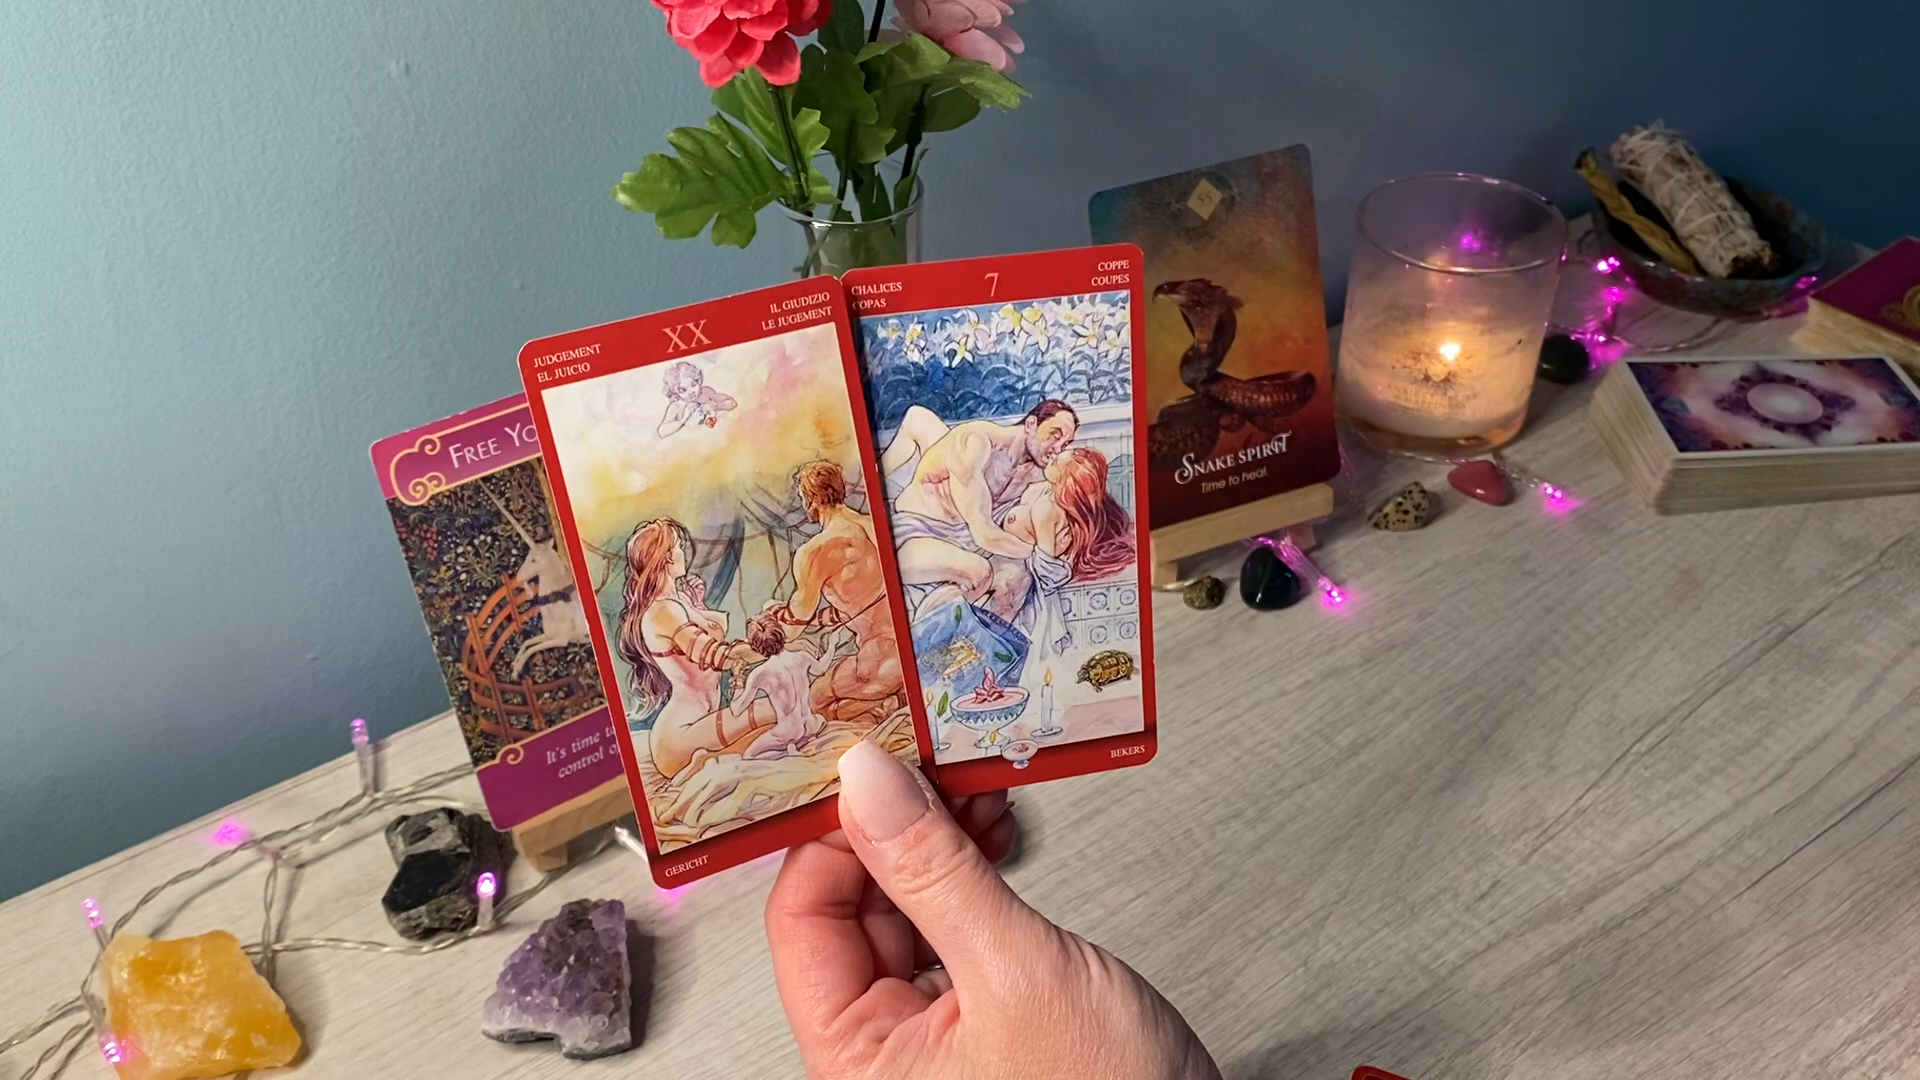 JUDGEMENT
EL JUICIO
XX
IL GIUDIZIO
LE JUGEMENT
GERICHT
CHALICES
COPAS
7
COPPE
COUPES
BEKERS
FREE
It's time
control
45
SNAKE SPIRIT
Time to heal